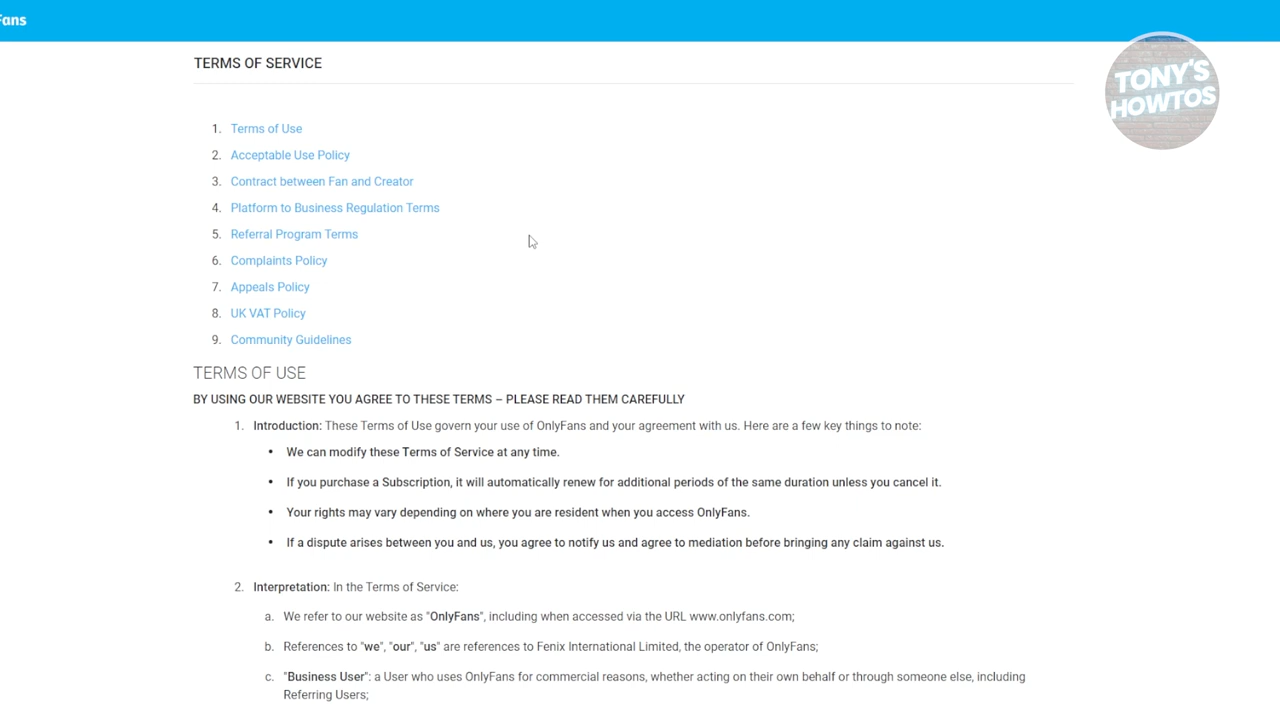 Fans
TERMS OF SERVICE
TONY'S
HOWTOS
1. Terms of Use
2. Acceptable Use Policy
3. Contract between Fan and Creator
4. Platform to Business Regulation Terms
5. Referral Program Terms
6. Complaints Policy
7. Appeals Policy
8. UK VAT Policy
9. Community Guidelines
TERMS OF USE
BY USING OUR WEBSITE YOU AGREE TO THESE TERMS – PLEASE READ THEM CAREFULLY
1. Introduction: These Terms of Use govern your use of OnlyFans and your agreement with us. Here are a few key things to note:
• We can modify these Terms of Service at any time.
• If you purchase a Subscription, it will automatically renew for additional periods of the same duration unless you cancel it.
• Your rights may vary depending on where you are resident when you access OnlyFans.
• If a dispute arises between you and us, you agree to notify us and agree to mediation before bringing any claim against us.
2. Interpretation: In the Terms of Service:
a. We refer to our website as "OnlyFans", including when accessed via the URL www.onlyfans.com;
b. References to "we", "our", "us" are references to Fenix International Limited, the operator of OnlyFans;
c. "Business User": a User who uses OnlyFans for commercial reasons, whether acting on their own behalf or through someone else, including
Referring Users;